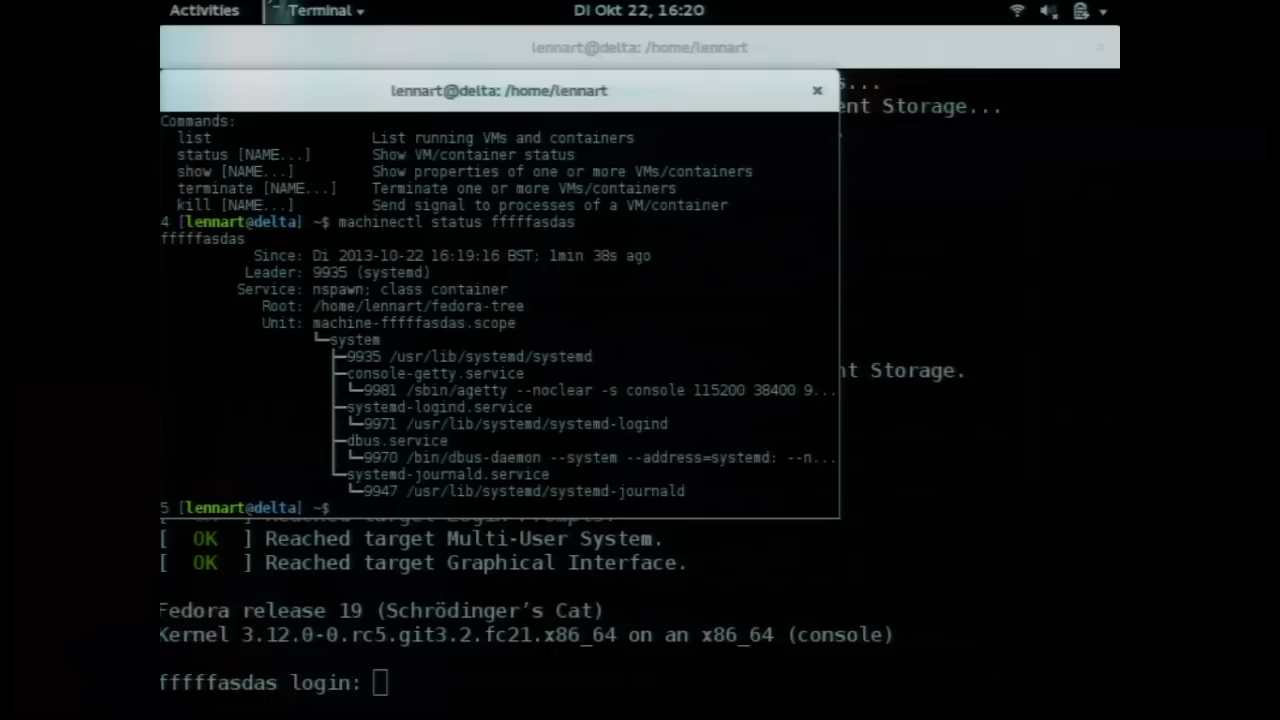 Activities Terminal DI Okt 22, 16:20
lennart@delta: /home/lennart
lennart@delta: /home/lennart
ent Storage...
Commands:
list List running VMs and containers
status [NAME...] Show VM/container status
show [NAME...] Show properties of one or more VMs/containers
terminate [NAME...] Terminate one or more VMs/containers
kill [NAME...] Send signal to processes of a VM/container
4 [lennart@delta] ~$ machinectl status fffffasdas
fffffasdas
Since: Di 2013-10-22 16:19:16 BST; 1min 38s ago
Leader: 9935 (systemd)
Service: nspawn; class container
Root: /home/lennart/fedora-tree
Unit: machine-fffffasdas.scope
└─system
├─9935 /usr/lib/systemd/systemd
├─console-getty.service
│ └─9981 /sbin/agetty --noclear -s console 115200 38400 9...
├─systemd-logind.service
│ └─9971 /usr/lib/systemd/systemd-logind
├─dbus.service
│ └─9970 /bin/dbus-daemon --system --address=systemd: --n...
└─systemd-journald.service
└─9947 /usr/lib/systemd/systemd-journald
nt Storage.
5 [lennart@delta] ~$
[ OK ] Reached target Multi-User System.
[ OK ] Reached target Graphical Interface.
Fedora release 19 (Schrödinger's Cat)
Kernel 3.12.0-0.rc5.git3.2.fc21.x86_64 on an x86_64 (console)
fffffasdas login: